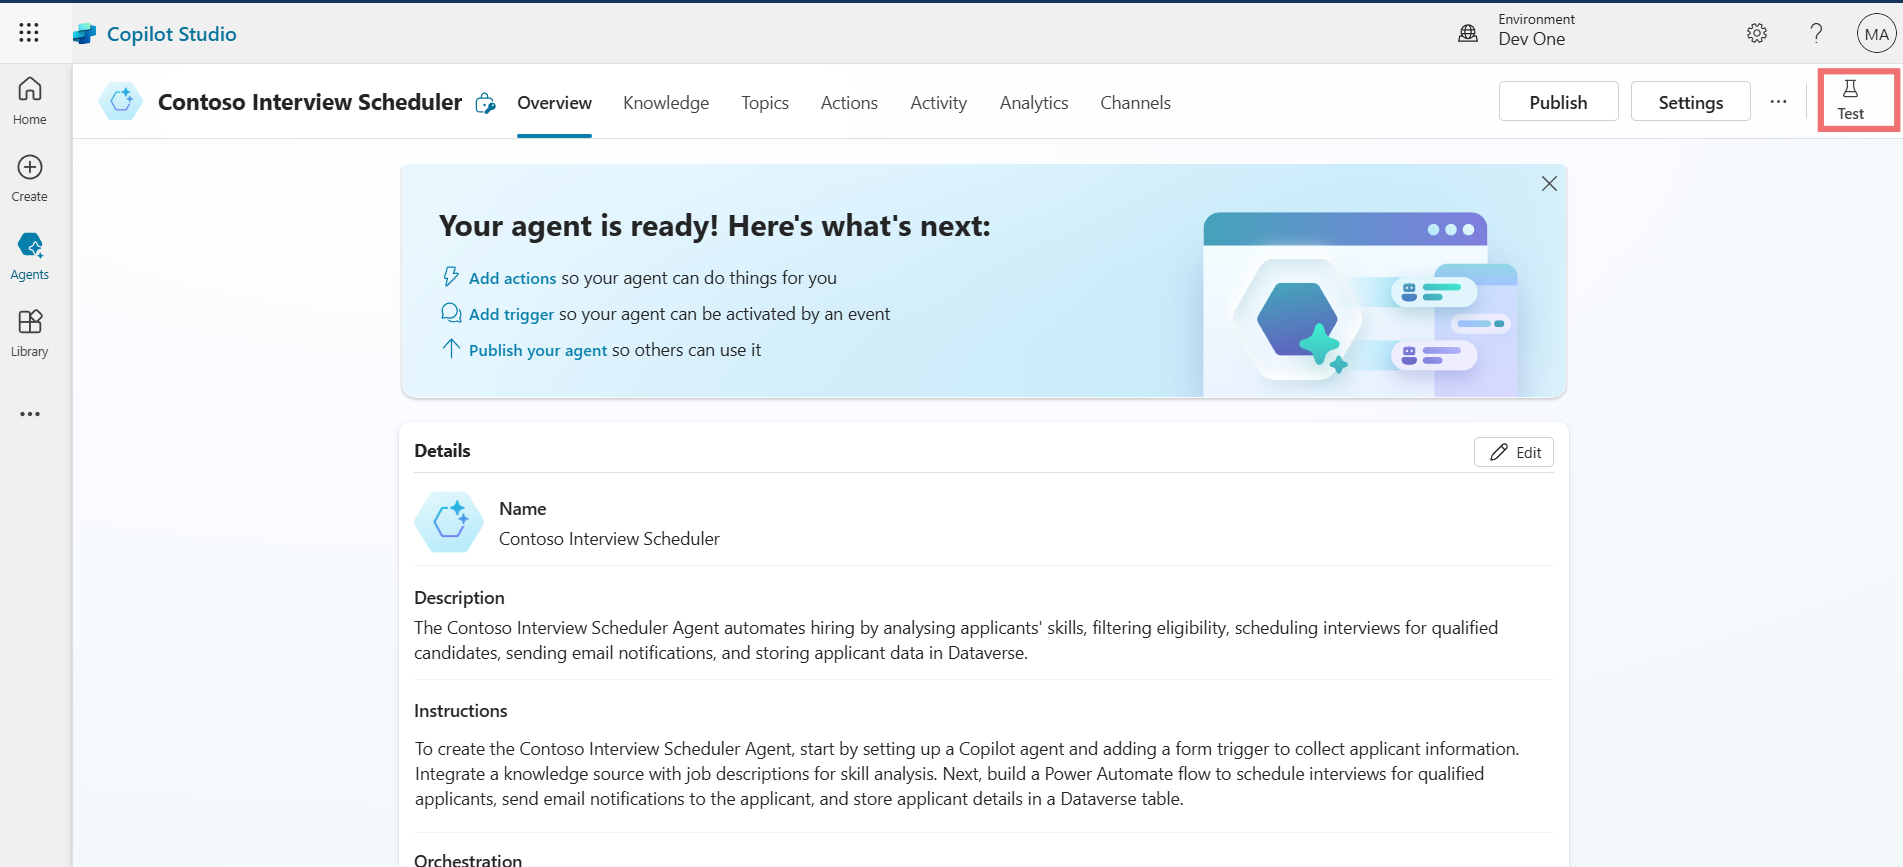 Copilot Studio
Environment
Dev One
MA
Home
Create
Agents
Library
Contoso Interview Scheduler
Overview
Knowledge
Topics
Actions
Activity
Analytics
Channels
Publish
Settings
Test
Your agent is ready! Here's what's next:
Add actions so your agent can do things for you
Add trigger so your agent can be activated by an event
Publish your agent so others can use it
Details
Edit
Name
Contoso Interview Scheduler
Description
The Contoso Interview Scheduler Agent automates hiring by analysing applicants' skills, filtering eligibility, scheduling interviews for qualified
candidates, sending email notifications, and storing applicant data in Dataverse.
Instructions
To create the Contoso Interview Scheduler Agent, start by setting up a Copilot agent and adding a form trigger to collect applicant information.
Integrate a knowledge source with job descriptions for skill analysis. Next, build a Power Automate flow to schedule interviews for qualified
applicants, send email notifications to the applicant, and store applicant details in a Dataverse table.
Orchestration